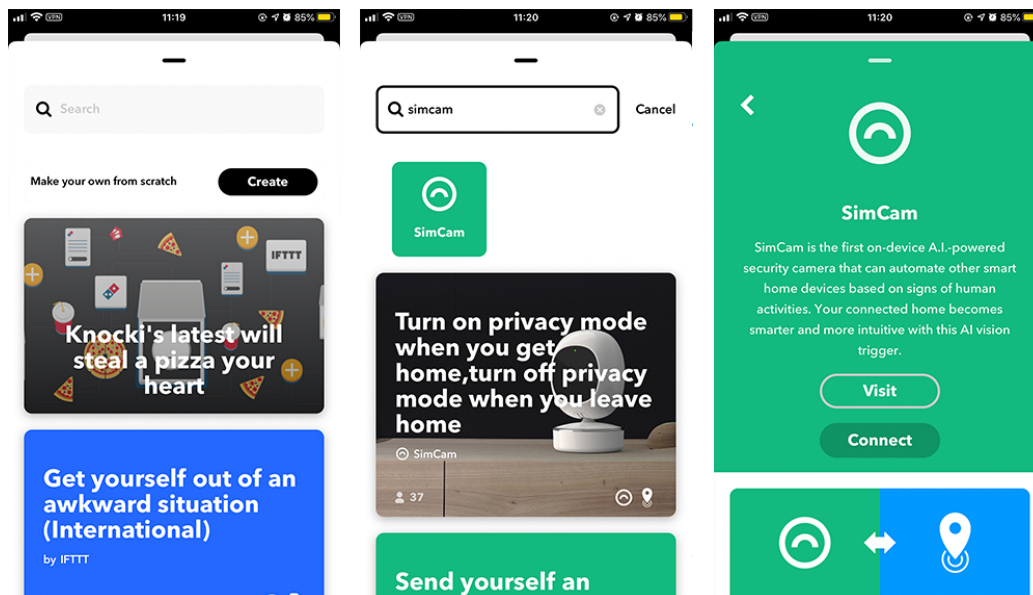 VPN
11:19
85%
Search
Make your own from scratch
Create
IFTTT
Knocki's latest will
steal a pizza your
heart
Get yourself out of an
awkward situation
(International)
by IFTTT
VPN
11:20
85%
simcam
Cancel
SimCam
Turn on privacy mode
when you get
home,turn off privacy
mode when you leave
home
SimCam
37
Send yourself an
VPN
11:20
85%
SimCam
SimCam is the first on-device A.I.-powered
security camera that can automate other smart
home devices based on signs of human
activities. Your connected home becomes
smarter and more intuitive with this AI vision
trigger.
Visit
Connect